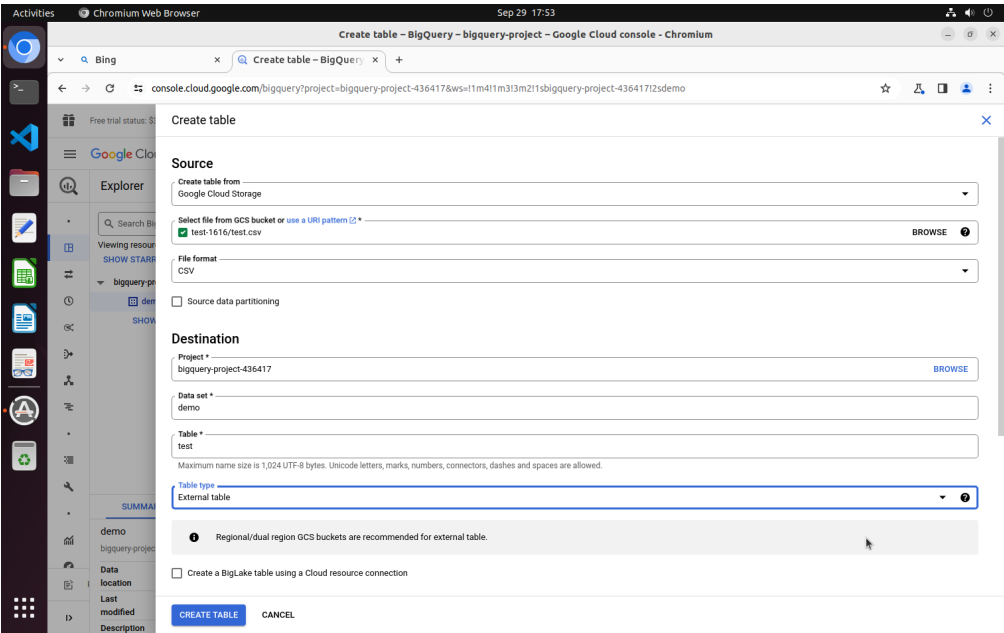 Activities
Chromium Web Browser
Sep 29 17:53
Create table – BigQuery – bigquery-project – Google Cloud console - Chromium
Bing
Create table – BigQuery
console.cloud.google.com/bigquery?project=bigquery-project-436417&ws=!1m4!1m3!3m2!1sbigquery-project-436417!2sdemo
Free trial status: $
Google Clo
Explorer
Search Bi
Viewing resour
SHOW STARR
bigquery-pr
dem
SHOW
SUMMA
demo
bigquery-projec
Data
location
Last
modified
Description
Create table
Source
Create table from
Google Cloud Storage
Select file from GCS bucket or use a URI pattern *
test-1616/test.csv
BROWSE
File format
CSV
Source data partitioning
Destination
Project *
bigquery-project-436417
BROWSE
Data set *
demo
Table *
test
Maximum name size is 1,024 UTF-8 bytes. Unicode letters, marks, numbers, connectors, dashes and spaces are allowed.
Table type
External table
Regional/dual region GCS buckets are recommended for external table.
Create a BigLake table using a Cloud resource connection
CREATE TABLE
CANCEL